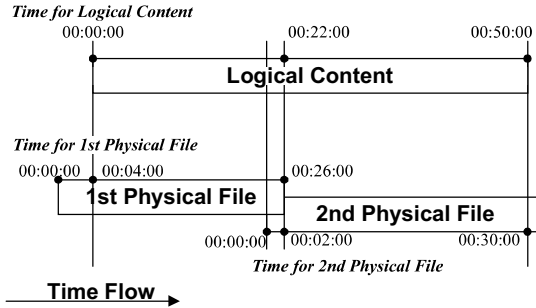 Time for Logical Content
00:00:00 00:22:00 00:50:00
Logical Content
Time for 1st Physical File
00:00:00 00:04:00 00:26:00
1st Physical File
2nd Physical File
00:00:00 00:02:00 00:30:00
Time for 2nd Physical File
Time Flow